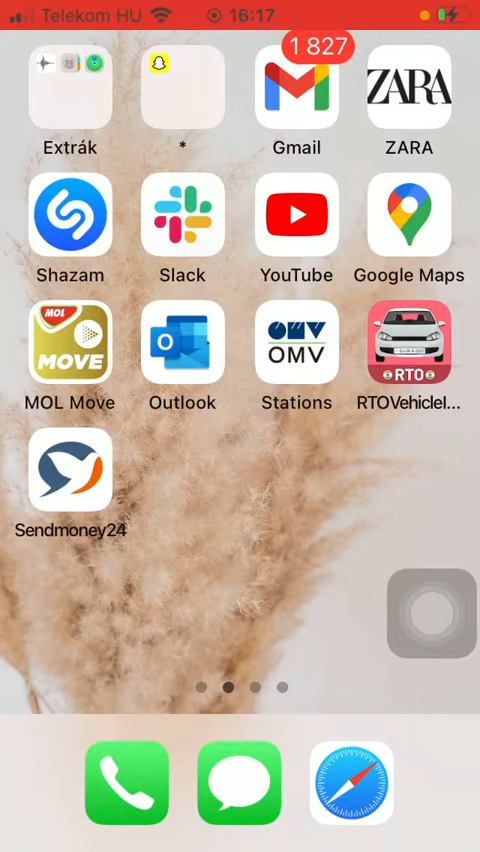 Telekom HU 16:17
1 827
Extrák * Gmail ZARA
ZARA
Shazam Slack YouTube Google Maps
MOL
MOVE
O
OMV
OMV
RTO
MOL Move Outlook Stations RTOVehicleI...
Sendmoney24